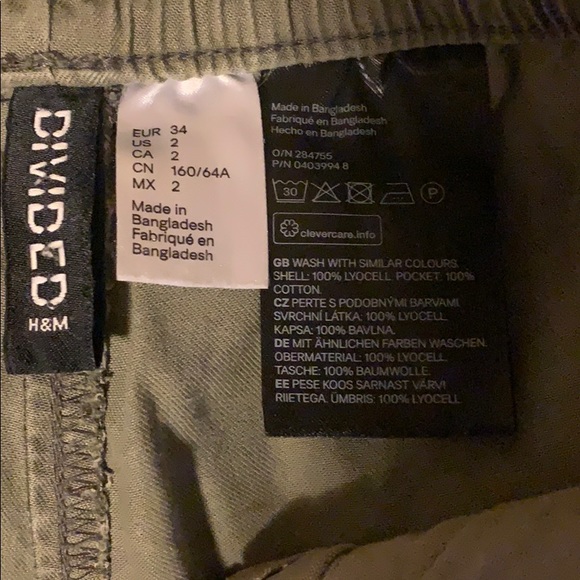 DIVIDED
H&M
EUR 34
US 2
CA 2
CN 160/64A
MX 2
Made in
Bangladesh
Fabriqué en
Bangladesh
Made in Bangladesh
Fabriqué en Bangladesh
Hecho en Bangladesh
O/N 284755
P/N 0403994 8
30
P
clevercare.info
GB WASH WITH SIMILAR COLOURS.
SHELL: 100% LYOCELL POCKET: 100%
COTTON.
CZ PERTE S PODOBNÝMI BARVAMI.
SVRCHNÍ LÁTKA: 100% LYOCELL
KAPSA: 100% BAVLNA.
DE MIT ÄHNLICHEN FARBEN WASCHEN.
OBERMATERIAL: 100% LYOCELL
TASCHE: 100% BAUMWOLLE.
EE PESE KOOS SARNAST VÄRVI
RIIETEGA. ÜMBRIS: 100% LYOCELL